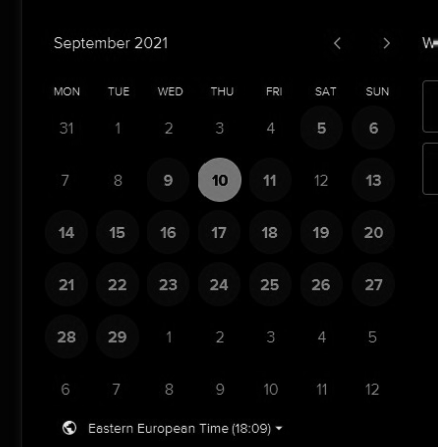 September 2021
MON TUE WED THU FRI SAT SUN
31 1 2 3 4 5 6
7 8 9 10 11 12 13
14 15 16 17 18 19 20
21 22 23 24 25 26 27
28 29 1 2 3 4 5
6 7 8 9 10 11 12
Eastern European Time (18:09)